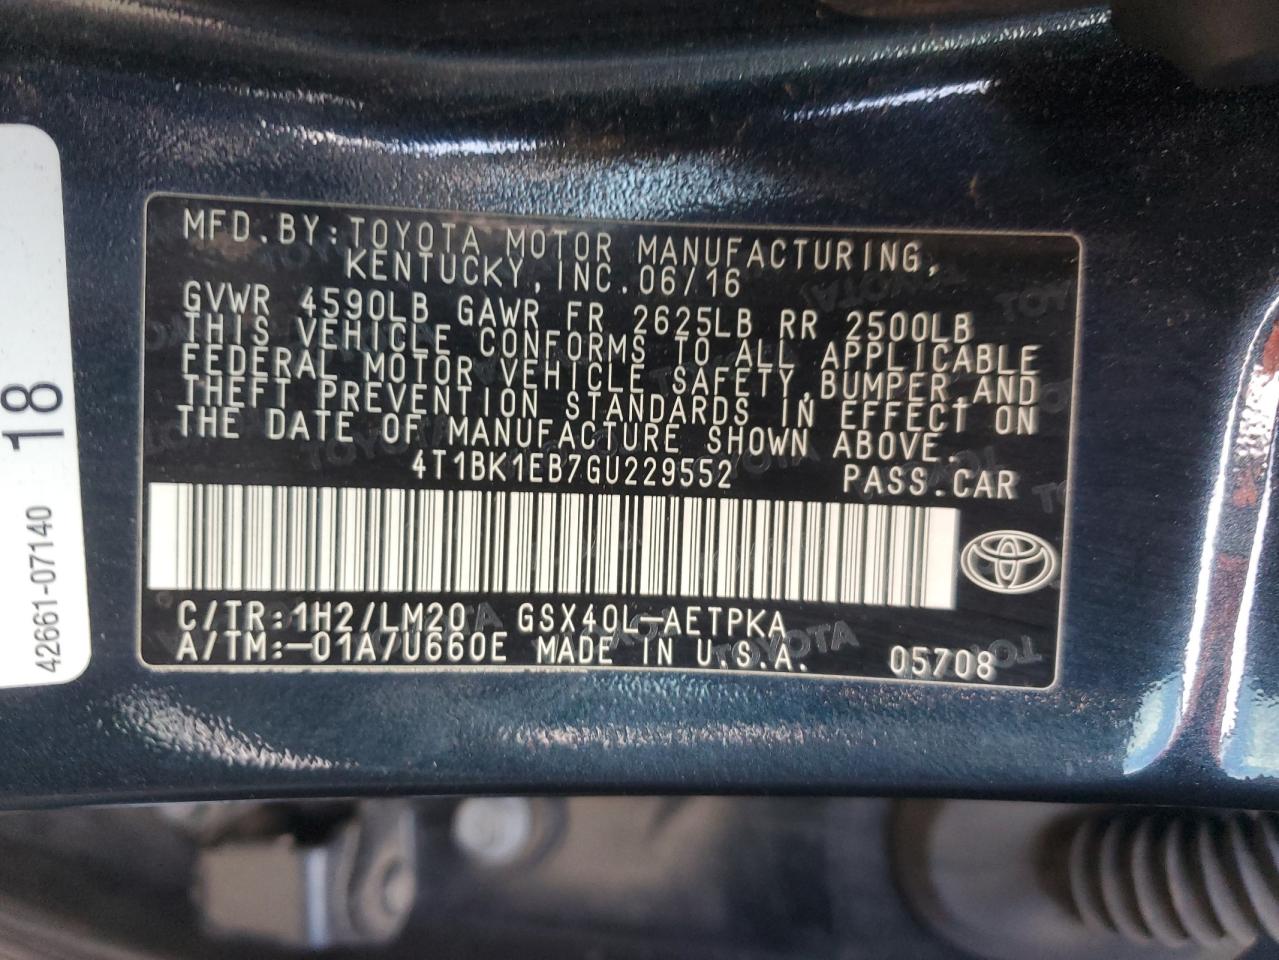 MFD.BY:TOYOTA MOTOR MANUFACTURING,
KENTUCKY,INC.06/16
GVWR 4590LB GAWR FR 2625LB RR 2500LB
THIS VEHICLE CONFORMS TO ALL APPLICABLE
FEDERAL MOTOR VEHICLE SAFETY,BUMPER,AND
THEFT PREVENTION STANDARDS IN EFFECT ON
THE DATE OF MANUFACTURE SHOWN ABOVE.
4T1BK1EB7GU229552 PASS.CAR
C/TR:1H2/LM20 GSX40L-AETPKA
A/TM:-01A/U660E MADE IN U.S.A. 05708
18
42661-07140